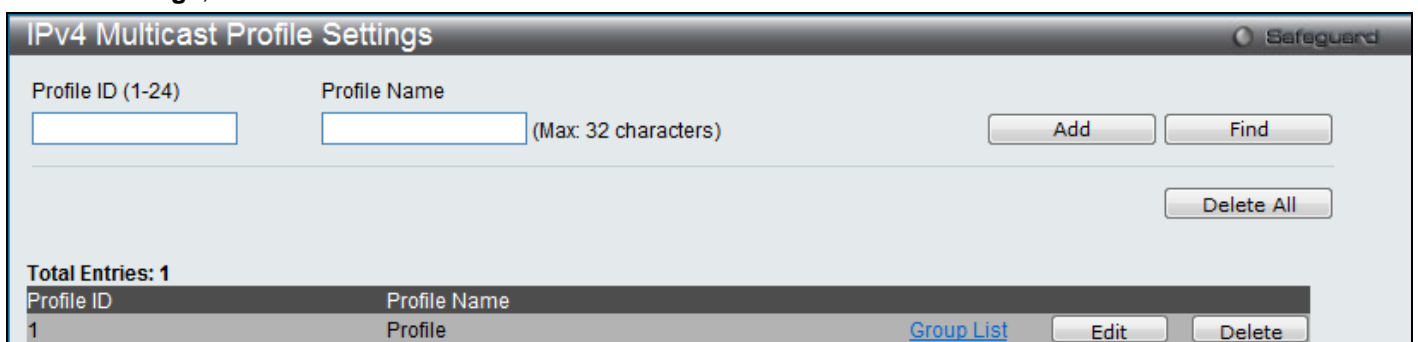 IPv4 Multicast Profile Settings Safeguard
Profile ID (1-24) Profile Name
(Max: 32 characters) Add Find
Delete All
Total Entries: 1
Profile ID Profile Name
1 Profile Group List Edit Delete